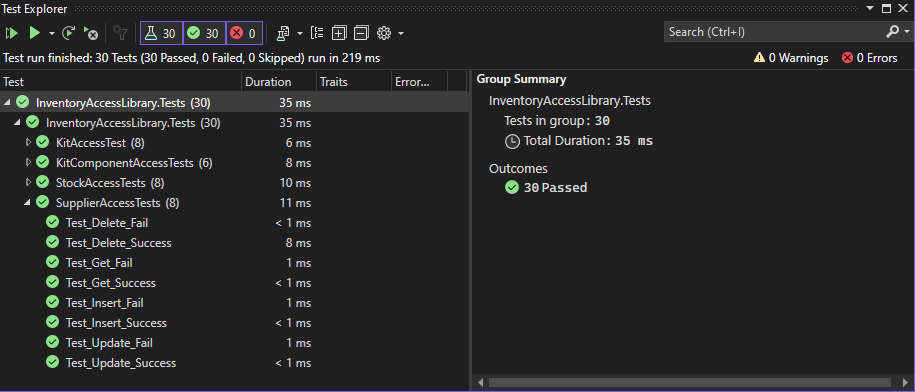 Test Explorer
30 30 0 Search (Ctrl+I)
Test run finished: 30 Tests (30 Passed, 0 Failed, 0 Skipped) run in 219 ms 0 Warnings 0 Errors
Test Duration Traits Error...
InventoryAccessLibrary.Tests (30) 35 ms
InventoryAccessLibrary.Tests (30) 35 ms
KitAccessTest (8) 6 ms
KitComponentAccessTests (6) 8 ms
StockAccessTests (8) 10 ms
SupplierAccessTests (8) 11 ms
Test_Delete_Fail < 1 ms
Test_Delete_Success 8 ms
Test_Get_Fail 1 ms
Test_Get_Success < 1 ms
Test_Insert_Fail 1 ms
Test_Insert_Success < 1 ms
Test_Update_Fail 1 ms
Test_Update_Success < 1 ms
Group Summary
InventoryAccessLibrary.Tests
Tests in group: 30
Total Duration: 35 ms
Outcomes
30 Passed